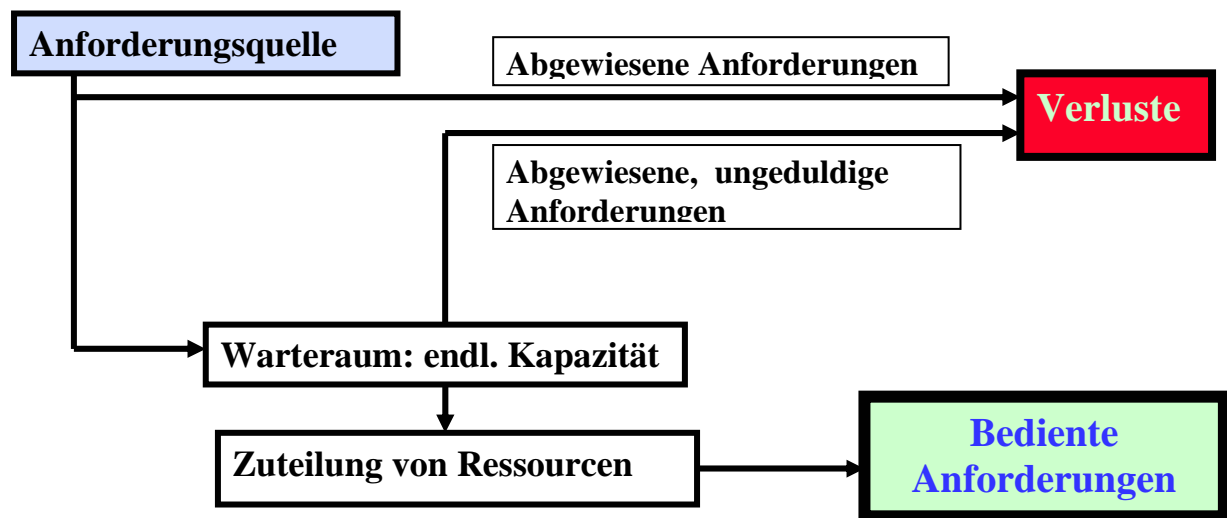 Anforderungsquelle
Abgewiesene Anforderungen
Verluste
Abgewiesene, ungeduldige
Anforderungen
Warteraum: endl. Kapazität
Zuteilung von Ressourcen
Bediente
Anforderungen